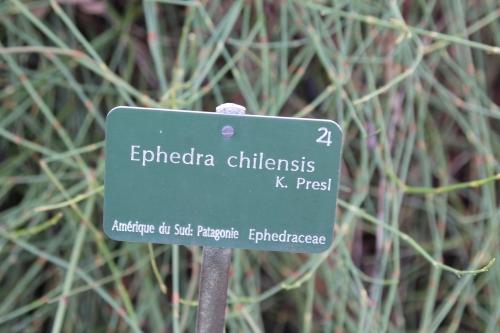 24
Ephedra chilensis
K. Presl
Amérique du Sud: Patagonie Ephedraceae